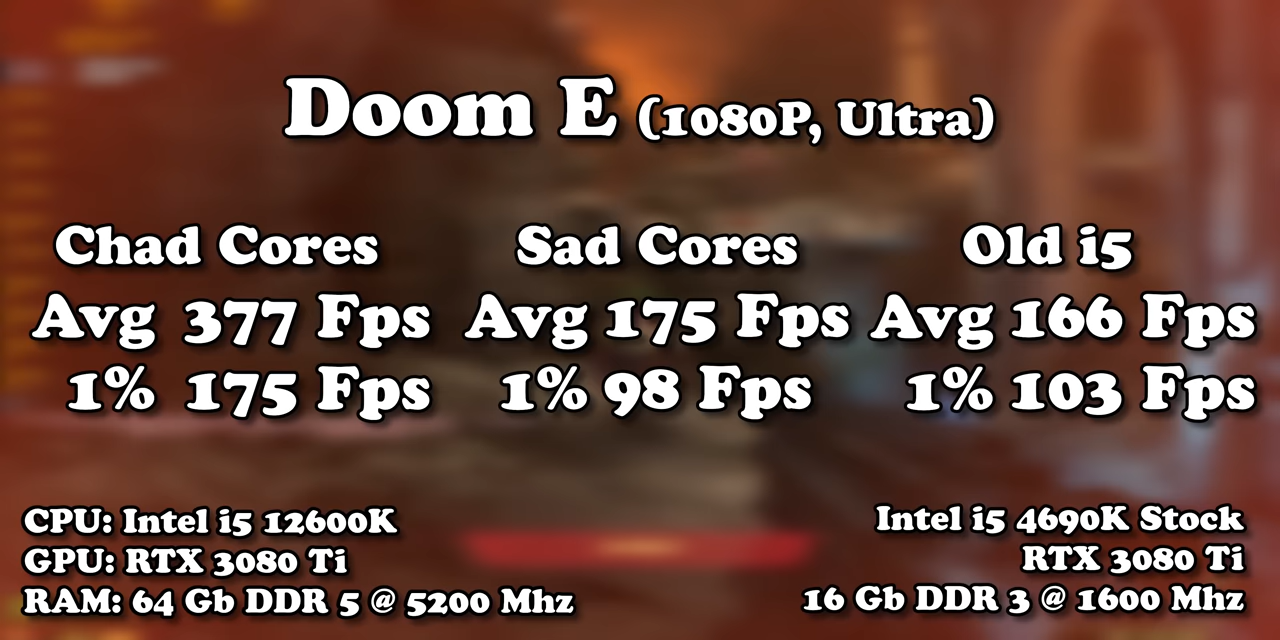 Doom E (1080P, Ultra)
Chad Cores
Avg 377 Fps
1% 175 Fps
Sad Cores
Avg 175 Fps
1% 98 Fps
Old i5
Avg 166 Fps
1% 103 Fps
CPU: Intel i5 12600K
GPU: RTX 3080 Ti
RAM: 64 Gb DDR 5 @ 5200 Mhz
Intel i5 4690K Stock
RTX 3080 Ti
16 Gb DDR 3 @ 1600 Mhz